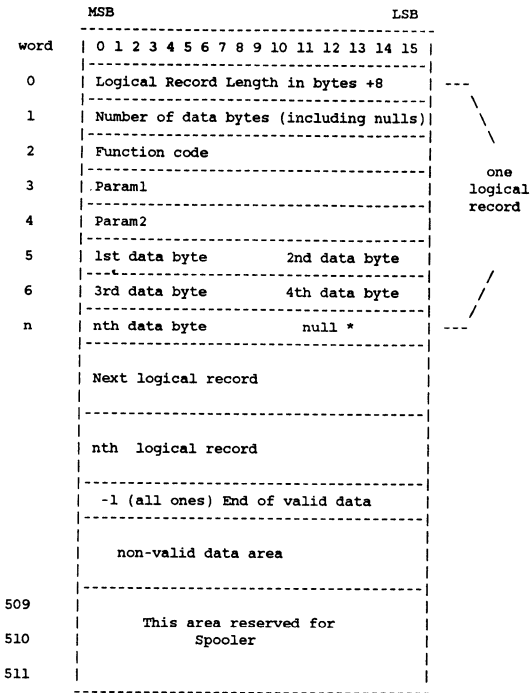 MSB LSB
word 0 1 2 3 4 5 6 7 8 9 10 11 12 13 14 15
0 Logical Record Length in bytes +8
1 Number of data bytes (including nulls)
2 Function code
3 Param1
4 Param2
one
logical
record
5 1st data byte 2nd data byte
6 3rd data byte 4th data byte
n nth data byte null *
Next logical record
nth logical record
-1 (all ones) End of valid data
non-valid data area
509
This area reserved for
510 Spooler
511